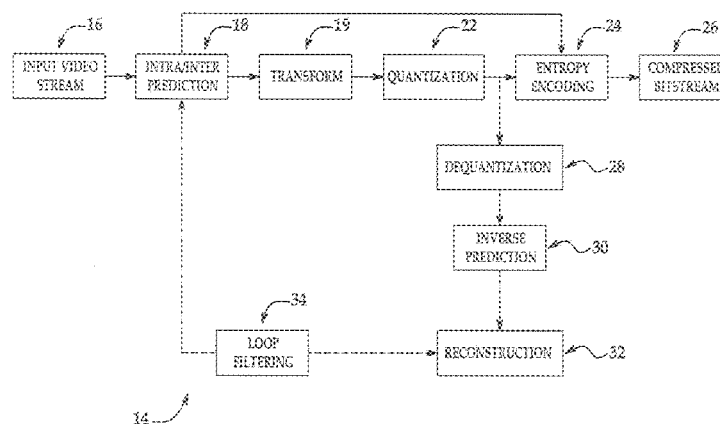 16
18
19
22
24
26
INPUT VIDEO
STREAM
INTRA/INTER
PREDICTION
TRANSFORM
QUANTIZATION
ENTROPY
ENCODING
COMPRESSED
BITSTREAM
DEQUANTIZATION
28
INVERSE
PREDICTION
30
34
LOOP
FILTERING
RECONSTRUCTION
32
14